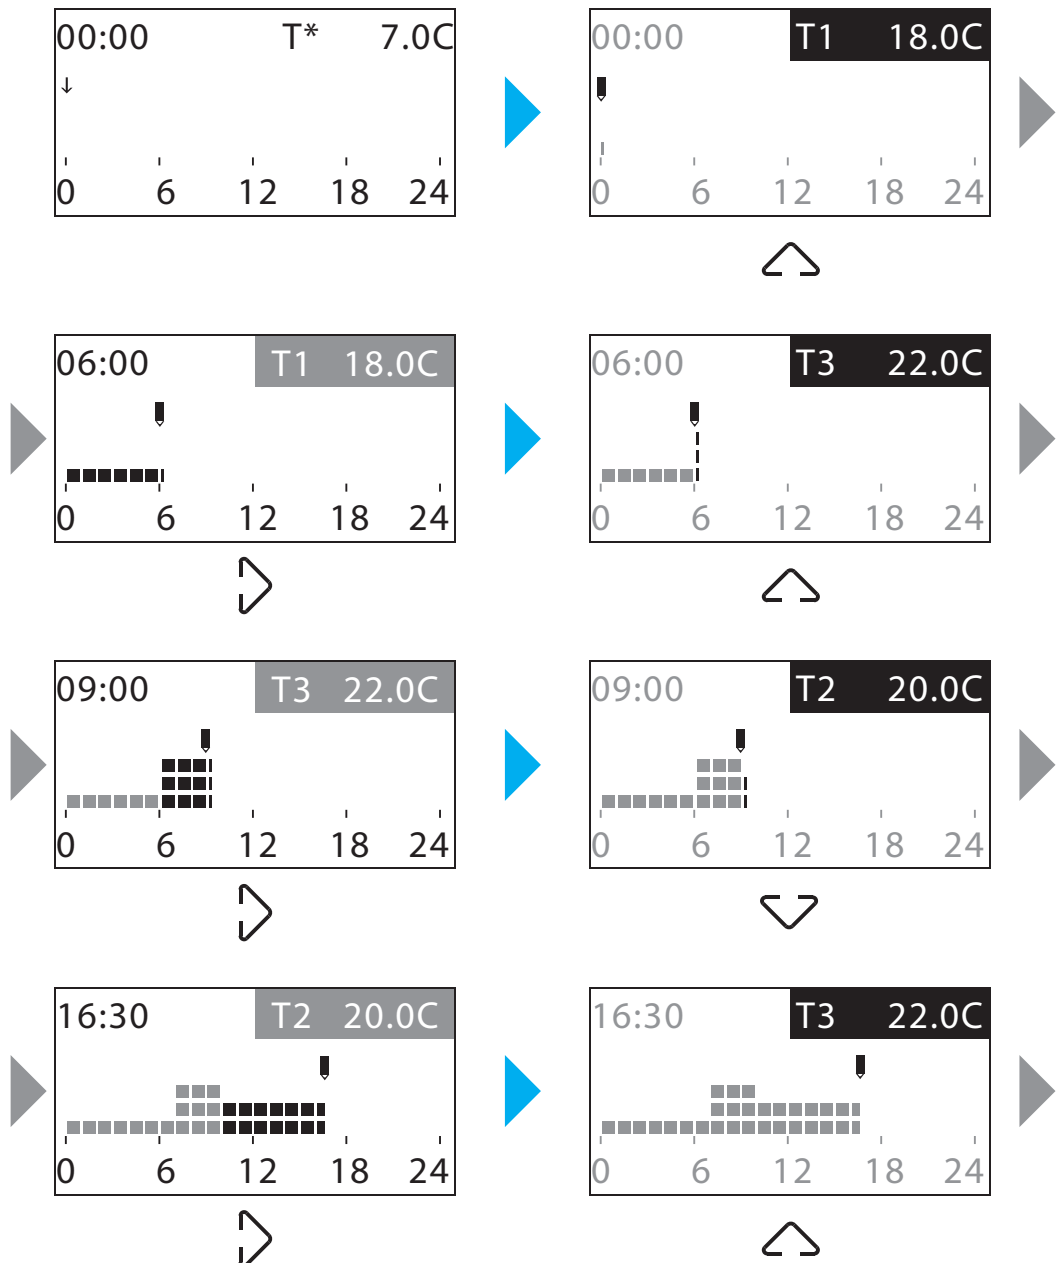 00:00 T* 7.0C
0 6 12 18 24
00:00 T1 18.0C
0 6 12 18 24
06:00 T1 18.0C
0 6 12 18 24
06:00 T3 22.0C
0 6 12 18 24
09:00 T3 22.0C
0 6 12 18 24
09:00 T2 20.0C
0 6 12 18 24
16:30 T2 20.0C
0 6 12 18 24
16:30 T3 22.0C
0 6 12 18 24